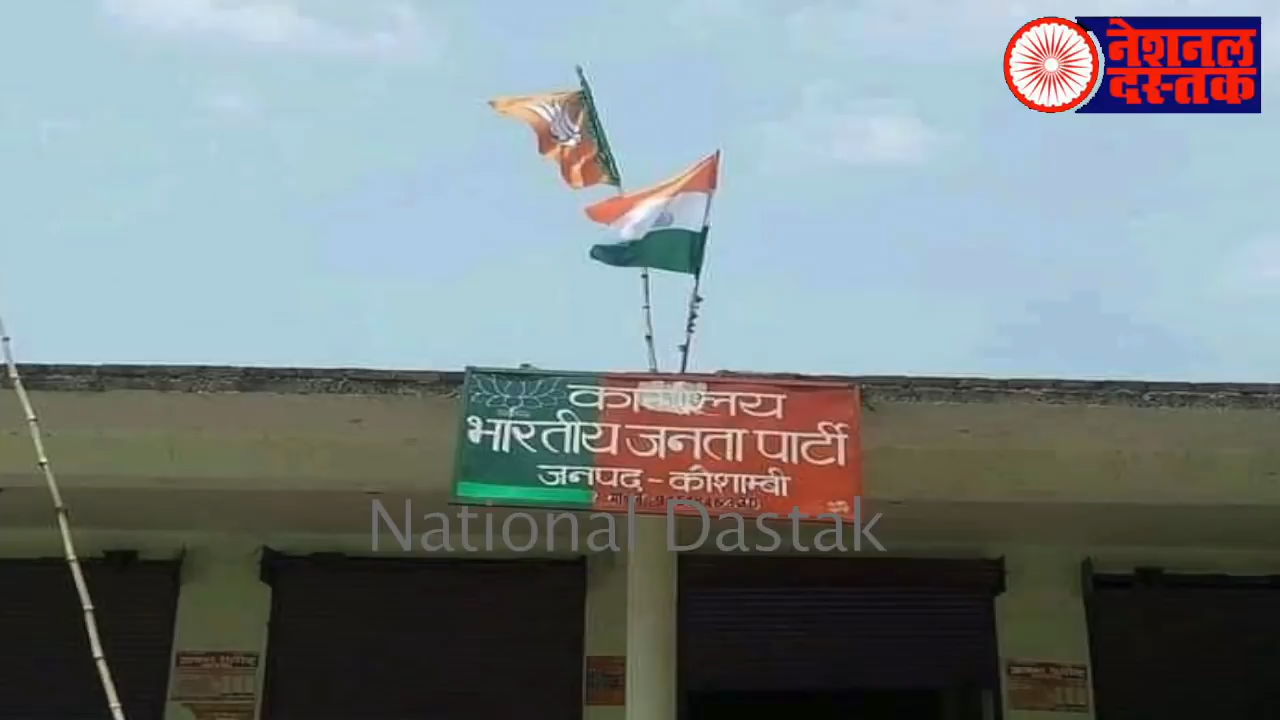 नेशनल
दस्तक
कार्यालय
भारतीय जनता पार्टी
जनपद - कौशाम्बी
National Dastak